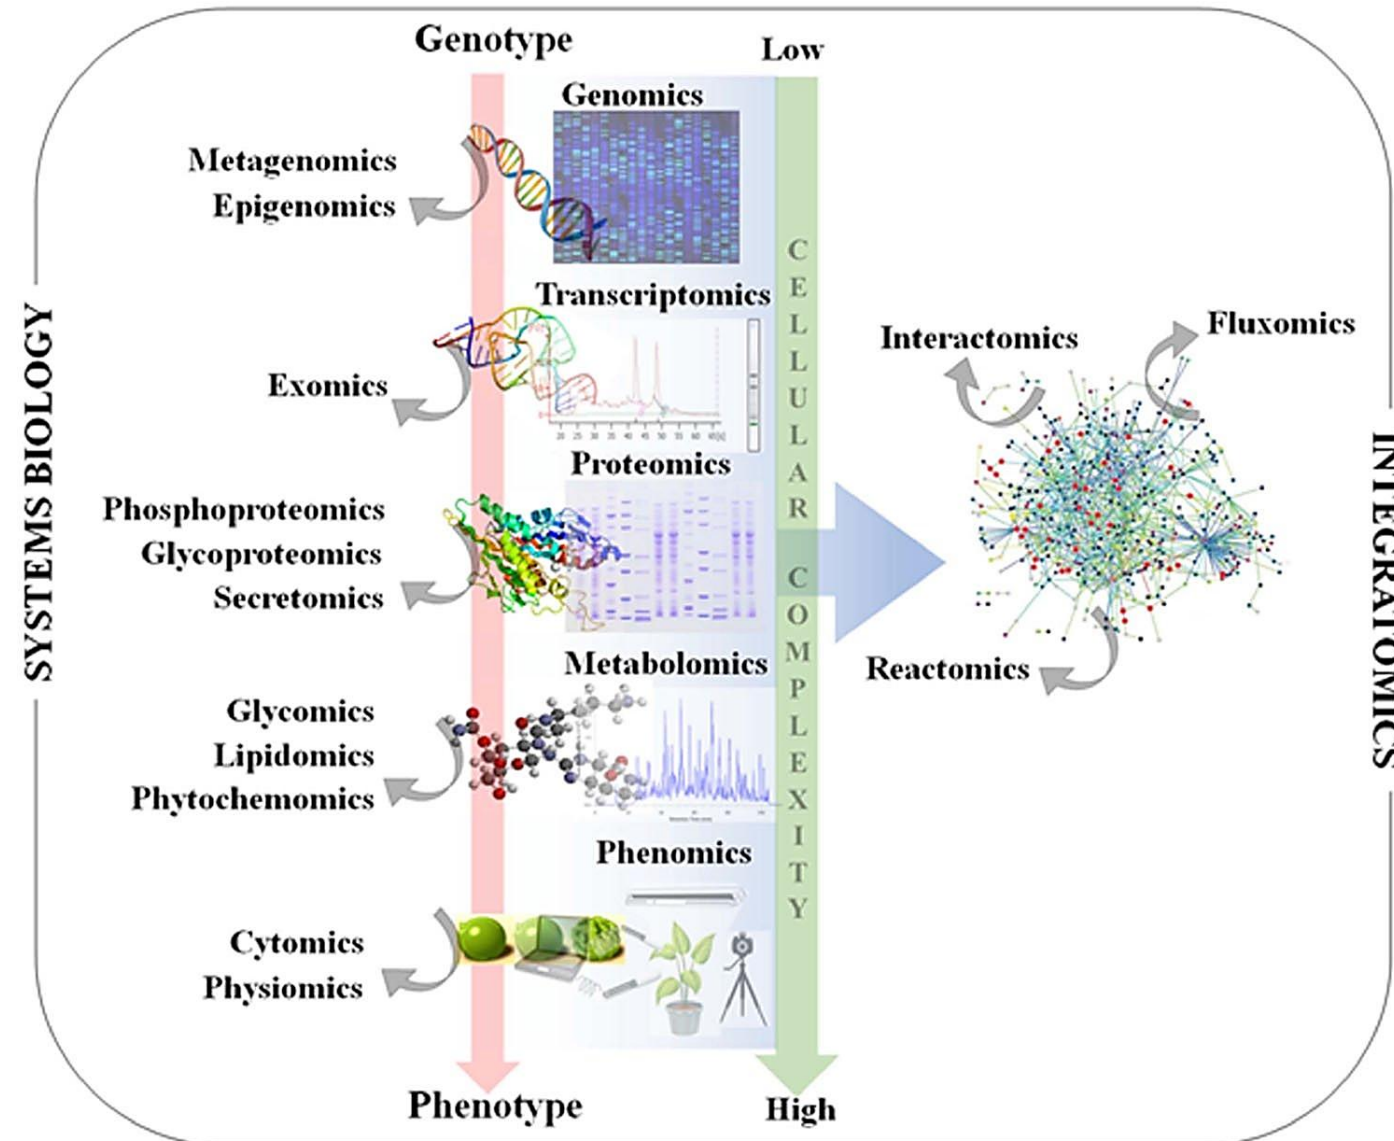 Genotype
Low
Genomics
Metagenomics
Epigenomics
Transcriptomics
Exomics
Proteomics
Phosphoproteomics
Glycoproteomics
Secretomics
Metabolomics
Glycomics
Lipidomics
Phytochemomics
Phenomics
Cytomics
Physiomics
Phenotype
High
CELLULAR COMPLEXITY
SYSTEMS BIOLOGY
Interactomics
Fluxomics
Reactomics
INTEGRATOMICS